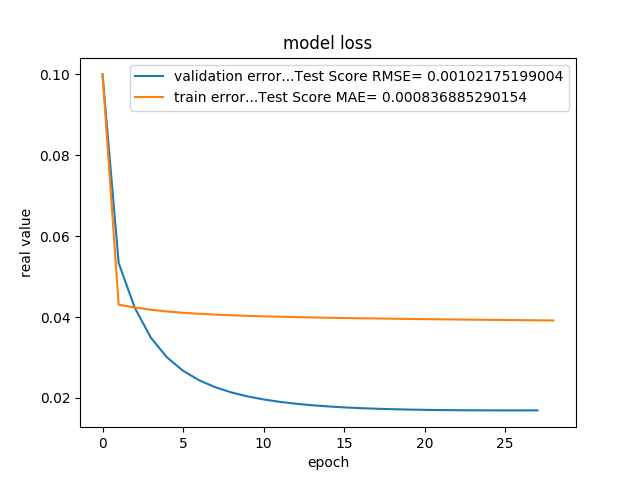 model loss
validation error...Test Score RMSE= 0.00102175199004
train error...Test Score MAE= 0.000836885290154
0.10
0.08
0.06
0.04
0.02
real value
0 5 10 15 20 25
epoch